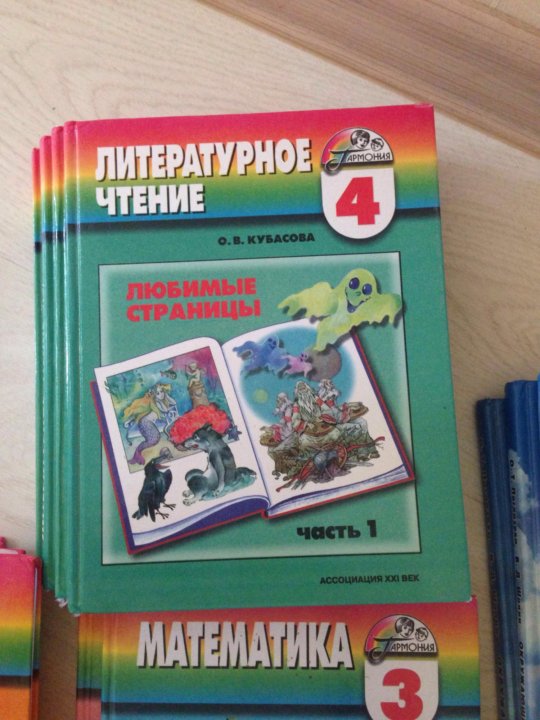 ЛИТЕРАТУРНОЕ
ЧТЕНИЕ
ГАРМОНИЯ
4
О. В. КУБАСОВА
ЛЮБИМЫЕ
СТРАНИЦЫ
часть 1
АССОЦИАЦИЯ XXI ВЕК
МАТЕМАТИКА
ГАРМОНИЯ
3